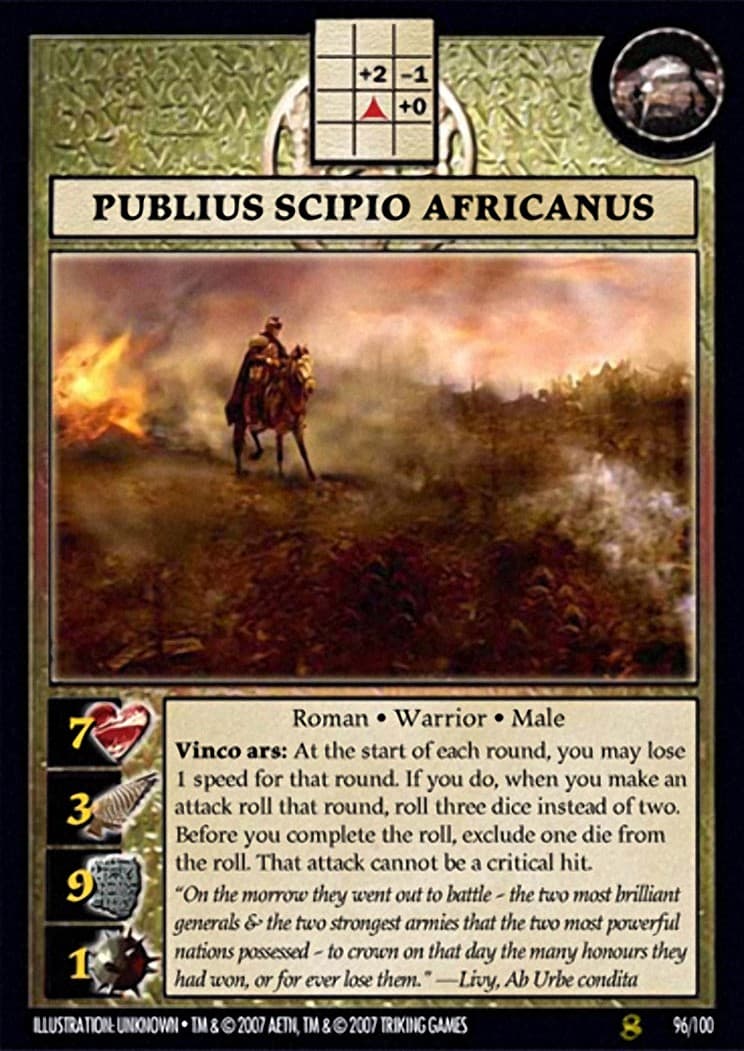 +2 -1
+0
PUBLIUS SCIPIO AFRICANUS
7
3
9
1
Roman • Warrior • Male
Vinco ars: At the start of each round, you may lose
1 speed for that round. If you do, when you make an
attack roll that round, roll three dice instead of two.
Before you complete the roll, exclude one die from
the roll. That attack cannot be a critical hit.
“On the morrow they went out to battle - the two most brilliant
generals & the two strongest armies that the two most powerful
nations possessed - to crown on that day the many honours they
had won, or for ever lose them.” —Livy, Ab Urbe condita
ILLUSTRATION: UNKNOWN • TM & © 2007 AETN, TM & © 2007 TRIKING GAMES 8 96/100